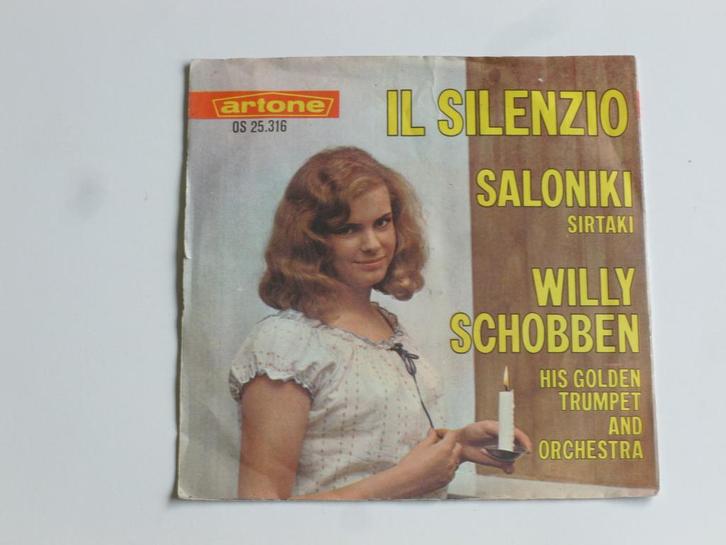 artone
OS 25.316
IL SILENZIO
SALONIKI
SIRTAKI
WILLY
SCHOBBEN
HIS GOLDEN
TRUMPET
AND
ORCHESTRA